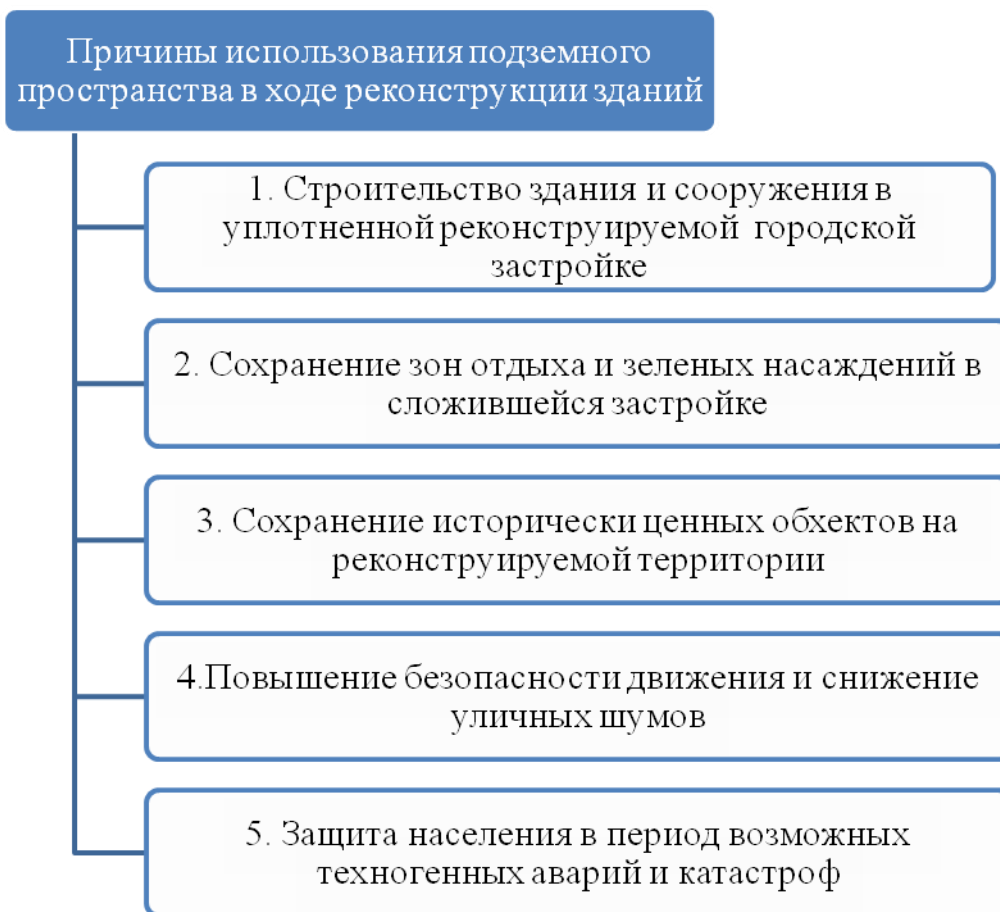 Причины использования подземного
пространства в ходе реконструкции зданий
1. Строительство здания и сооружения в
уплотненной реконструируемой городской
застройке
2. Сохранение зон отдыха и зеленых насаждений в
сложившейся застройке
3. Сохранение исторически ценных обхектов на
реконструируемой территории
4.Повышение безопасности движения и снижение
уличных шумов
5. Защита населения в период возможных
техногенных аварий и катастроф